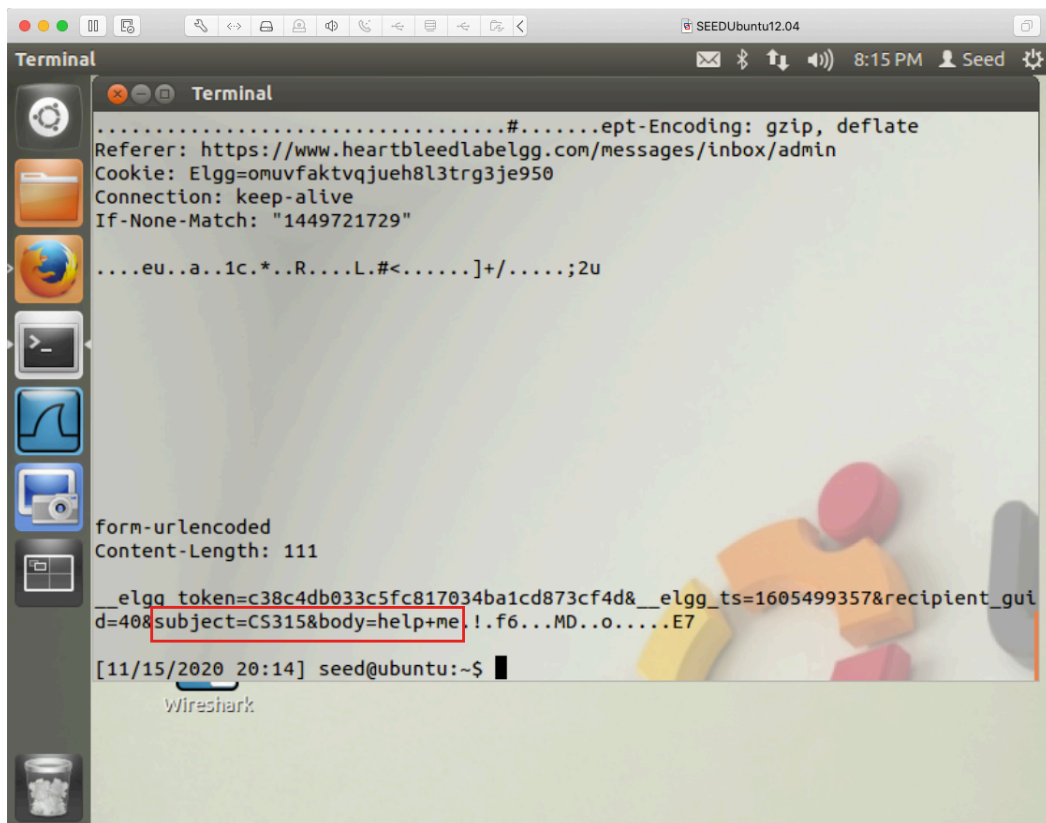 SEEDUbuntu12.04
Terminal
8:15 PM Seed
Terminal
..................................#.......ept-Encoding: gzip, deflate
Referer: https://www.heartbleedlabelgg.com/messages/inbox/admin
Cookie: Elgg=omuvfaktvqjueh8l3trg3je950
Connection: keep-alive
If-None-Match: "1449721729"
....eu..a..1c.*..R....L.#<......]+/.....;2u
form-urlencoded
Content-Length: 111
__elgg_token=c38c4db033c5fc817034ba1cd873cf4d&__elgg_ts=1605499357&recipient_gui
d=40&subject=CS315&body=help+me.!.f6...MD..o.....E7
[11/15/2020 20:14] seed@ubuntu:~$
Wireshark